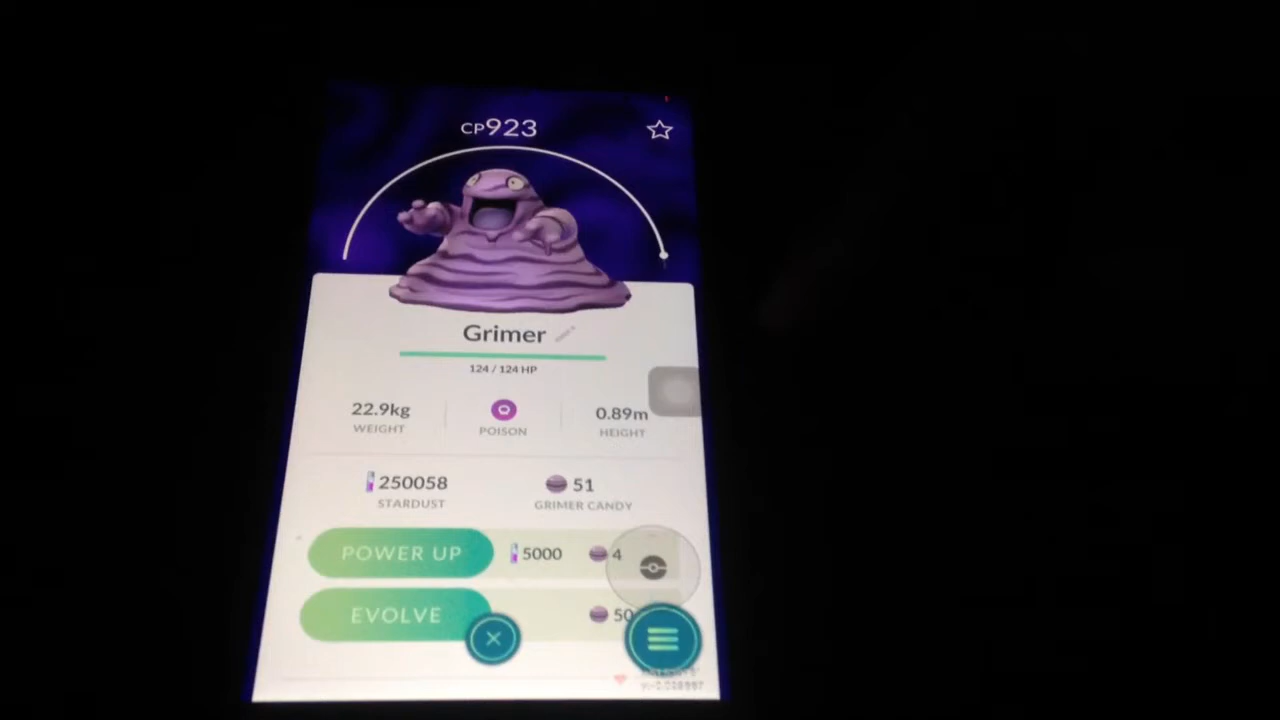 CP923
Grimer
124 / 124 HP
22.9kg
WEIGHT
POISON
0.89m
HEIGHT
250058
STARDUST
51
GRIMER CANDY
POWER UP
5000
4
EVOLVE
50